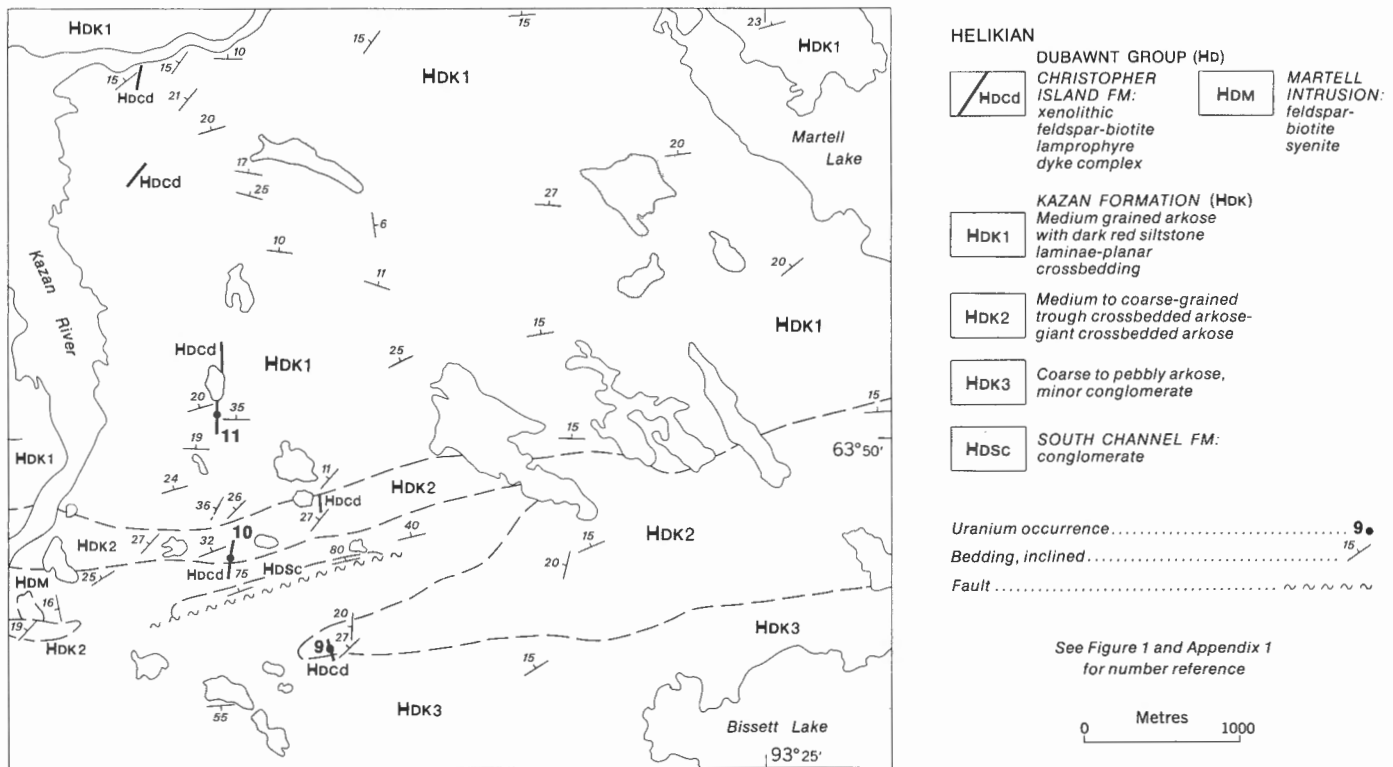 HDK1
15
10
15
23
HDK1
15
15
HDCd
21
HDK1
20
Martell
Lake
20
17
HDCd
25
27
6
10
Kazan
River
11
20
HDK1
15
HDCd
HDK1
25
20
35
15
11
19
15
63°50'
HDK1
24
11
HDK2
HDCd
36
26
27
10
HDK2
40
HDK2
27
32
15
80
HDCd
75
HDSC
20
HDM
25
16
19
20
HDK2
9
27
HDCd
HDK3
15
55
HDK3
Bissett Lake
93°25'
HELIKIAN
DUBAWNT GROUP (HD)
HDCd
CHRISTOPHER
ISLAND FM:
xenolithic
feldspar-biotite
lamprophyre
dyke complex
HDM
MARTELL
INTRUSION:
feldspar-
biotite
syenite
KAZAN FORMATION (HDK)
HDK1
Medium grained arkose
with dark red siltstone
laminae-planar
crossbedding
HDK2
Medium to coarse-grained
trough crossbedded arkose-
giant crossbedded arkose
HDK3
Coarse to pebbly arkose,
minor conglomerate
HDSC
SOUTH CHANNEL FM:
conglomerate
Uranium occurrence 9
Bedding, inclined 15
Fault
See Figure 1 and Appendix 1
for number reference
Metres
0 1000